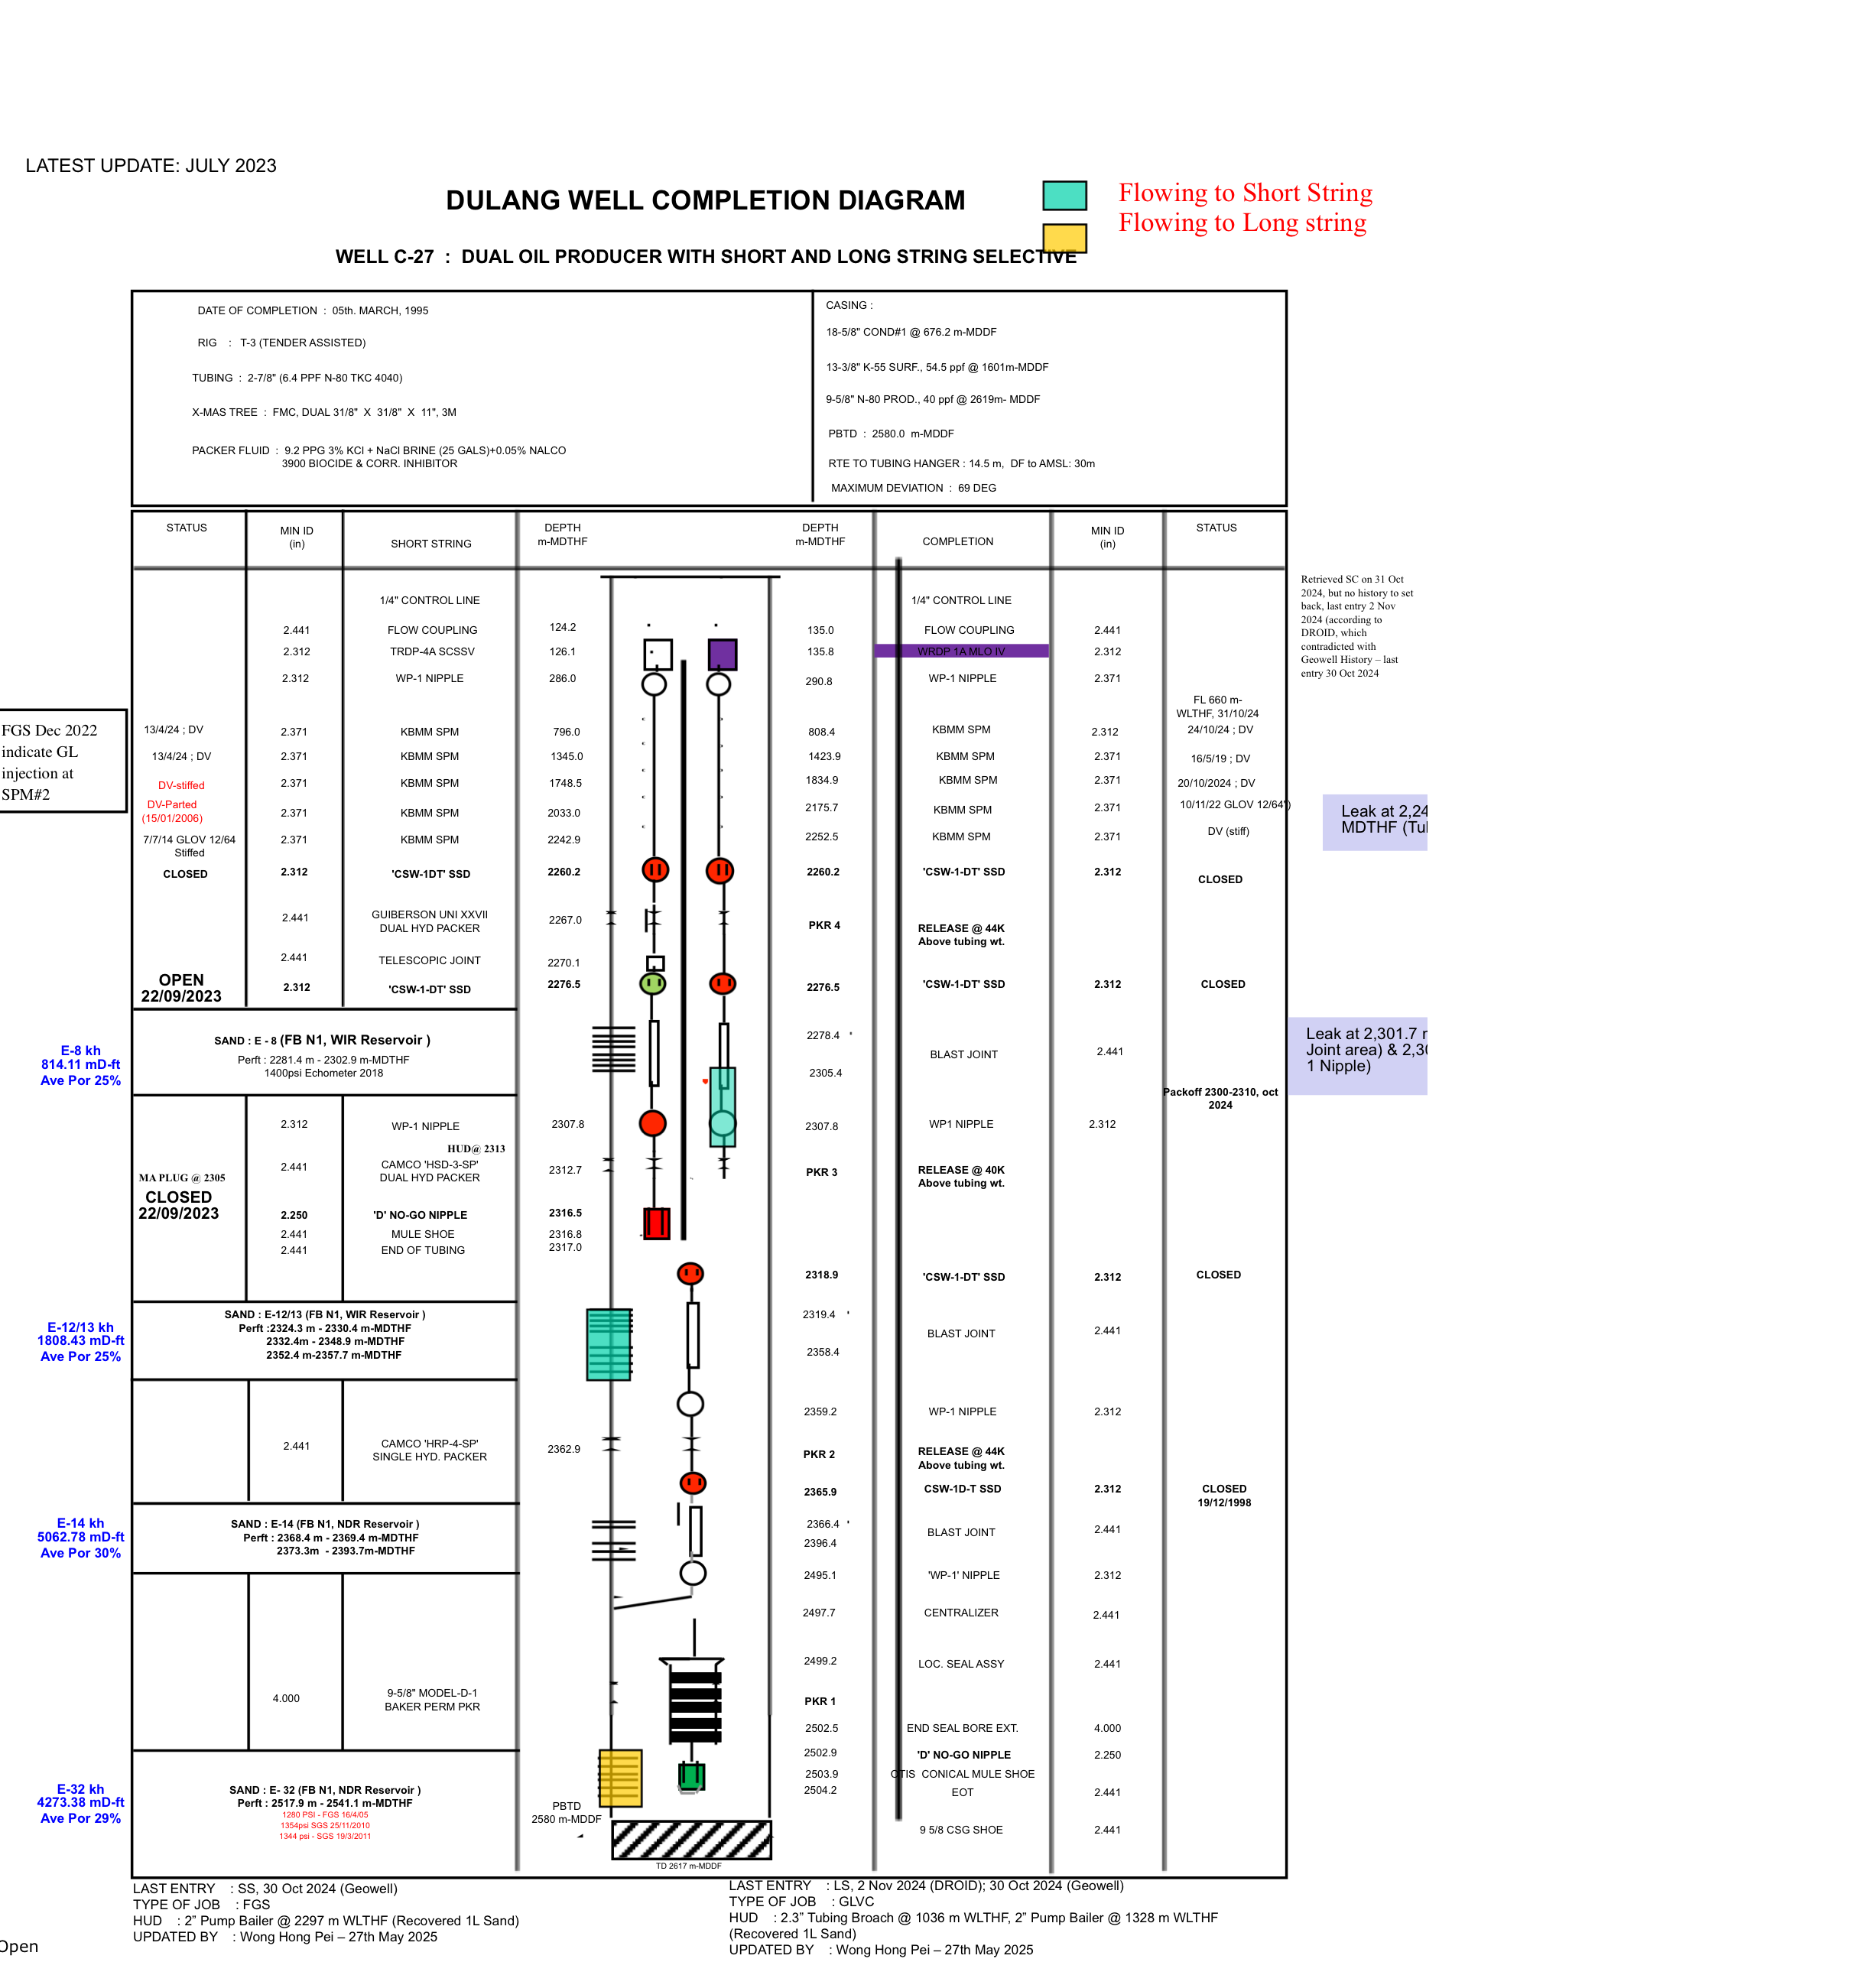 LATEST UPDATE: JULY 2023
DULANG WELL COMPLETION DIAGRAM
Flowing to Short String
Flowing to Long string
WELL C-27 : DUAL OIL PRODUCER WITH SHORT AND LONG STRING SELECTIVE
DATE OF COMPLETION : 05th. MARCH, 1995
RIG : T-3 (TENDER ASSISTED)
TUBING : 2-7/8" (6.4 PPF N-80 TKC 4040)
X-MAS TREE : FMC, DUAL 31/8" X 31/8" X 11", 3M
PACKER FLUID : 9.2 PPG 3% KCl + NaCl BRINE (25 GALS)+0.05% NALCO
3900 BIOCIDE & CORR. INHIBITOR
CASING :
18-5/8" COND#1 @ 676.2 m-MDDF
13-3/8" K-55 SURF., 54.5 ppf @ 1601m-MDDF
9-5/8" N-80 PROD., 40 ppf @ 2619m- MDDF
PBTD : 2580.0 m-MDDF
RTE TO TUBING HANGER : 14.5 m, DF to AMSL: 30m
MAXIMUM DEVIATION : 69 DEG
STATUS MIN ID (in) SHORT STRING DEPTH m-MDTHF DEPTH m-MDTHF COMPLETION MIN ID (in) STATUS
1/4" CONTROL LINE 1/4" CONTROL LINE
2.441 FLOW COUPLING 124.2 135.0 FLOW COUPLING 2.441
2.312 TRDP-4A SCSSV 126.1 135.8 WRDP 1A MLO IV 2.312
2.312 WP-1 NIPPLE 286.0 290.8 WP-1 NIPPLE 2.371
Retrieved SC on 31 Oct
2024, but no history to set
back, last entry 2 Nov
2024 (according to
DROID, which
contradicted with
Geowell History – last
entry 30 Oct 2024
FL 660 m-
WLTHF, 31/10/24
FGS Dec 2022
indicate GL
injection at
SPM#2
13/4/24 ; DV 2.371 KBMM SPM 796.0 808.4 KBMM SPM 2.312 24/10/24 ; DV
13/4/24 ; DV 2.371 KBMM SPM 1345.0 1423.9 KBMM SPM 2.371 16/5/19 ; DV
DV-stiffed 2.371 KBMM SPM 1748.5 1834.9 KBMM SPM 2.371 20/10/2024 ; DV
DV-Parted
(15/01/2006) 2.371 KBMM SPM 2033.0 2175.7 KBMM SPM 2.371 10/11/22 GLOV 12/64")
7/7/14 GLOV 12/64
Stiffed 2.371 KBMM SPM 2242.9 2252.5 KBMM SPM 2.371 DV (stiff)
Leak at 2,24
MDTHF (Tul
CLOSED 2.312 'CSW-1DT' SSD 2260.2 2260.2 'CSW-1-DT' SSD 2.312 CLOSED
2.441 GUIBERSON UNI XXVII
DUAL HYD PACKER 2267.0 PKR 4 RELEASE @ 44K
Above tubing wt.
2.441 TELESCOPIC JOINT 2270.1
OPEN
22/09/2023 2.312 'CSW-1-DT' SSD 2276.5 2276.5 'CSW-1-DT' SSD 2.312 CLOSED
E-8 kh
814.11 mD-ft
Ave Por 25%
SAND : E - 8 (FB N1, WIR Reservoir )
Perft : 2281.4 m - 2302.9 m-MDTHF
1400psi Echometer 2018
2278.4
BLAST JOINT 2.441
2305.4
Leak at 2,301.7 r
Joint area) & 2,30
1 Nipple)
Packoff 2300-2310, oct
2024
2.312 WP-1 NIPPLE 2307.8 2307.8 WP1 NIPPLE 2.312
HUD@ 2313
MA PLUG @ 2305
CLOSED
22/09/2023
2.441 CAMCO 'HSD-3-SP'
DUAL HYD PACKER 2312.7 PKR 3 RELEASE @ 40K
Above tubing wt.
2.250 'D' NO-GO NIPPLE 2316.5
2.441 MULE SHOE 2316.8
2.441 END OF TUBING 2317.0
2318.9 'CSW-1-DT' SSD 2.312 CLOSED
E-12/13 kh
1808.43 mD-ft
Ave Por 25%
SAND : E-12/13 (FB N1, WIR Reservoir )
Perft :2324.3 m - 2330.4 m-MDTHF
2332.4m - 2348.9 m-MDTHF
2352.4 m-2357.7 m-MDTHF
2319.4
BLAST JOINT 2.441
2358.4
2359.2 WP-1 NIPPLE 2.312
2.441 CAMCO 'HRP-4-SP'
SINGLE HYD. PACKER 2362.9 PKR 2 RELEASE @ 44K
Above tubing wt.
2365.9 CSW-1D-T SSD 2.312 CLOSED
19/12/1998
E-14 kh
5062.78 mD-ft
Ave Por 30%
SAND : E-14 (FB N1, NDR Reservoir )
Perft : 2368.4 m - 2369.4 m-MDTHF
2373.3m - 2393.7m-MDTHF
2366.4
BLAST JOINT 2.441
2396.4
2495.1 'WP-1' NIPPLE 2.312
2497.7 CENTRALIZER 2.441
2499.2 LOC. SEAL ASSY 2.441
4.000 9-5/8" MODEL-D-1
BAKER PERM PKR PKR 1
2502.5 END SEAL BORE EXT. 4.000
2502.9 'D' NO-GO NIPPLE 2.250
2503.9 OTIS CONICAL MULE SHOE
2504.2 EOT 2.441
E-32 kh
4273.38 mD-ft
Ave Por 29%
SAND : E- 32 (FB N1, NDR Reservoir )
Perft : 2517.9 m - 2541.1 m-MDTHF
1280 PSI - FGS 16/4/05
1354psi SGS 25/11/2010
1344 psi - SGS 19/3/2011
PBTD
2580 m-MDDF
9 5/8 CSG SHOE 2.441
TD 2617 m-MDDF
LAST ENTRY : SS, 30 Oct 2024 (Geowell)
TYPE OF JOB : FGS
HUD : 2” Pump Bailer @ 2297 m WLTHF (Recovered 1L Sand)
UPDATED BY : Wong Hong Pei – 27th May 2025
LAST ENTRY : LS, 2 Nov 2024 (DROID); 30 Oct 2024 (Geowell)
TYPE OF JOB : GLVC
HUD : 2.3” Tubing Broach @ 1036 m WLTHF, 2” Pump Bailer @ 1328 m WLTHF
(Recovered 1L Sand)
UPDATED BY : Wong Hong Pei – 27th May 2025
Open